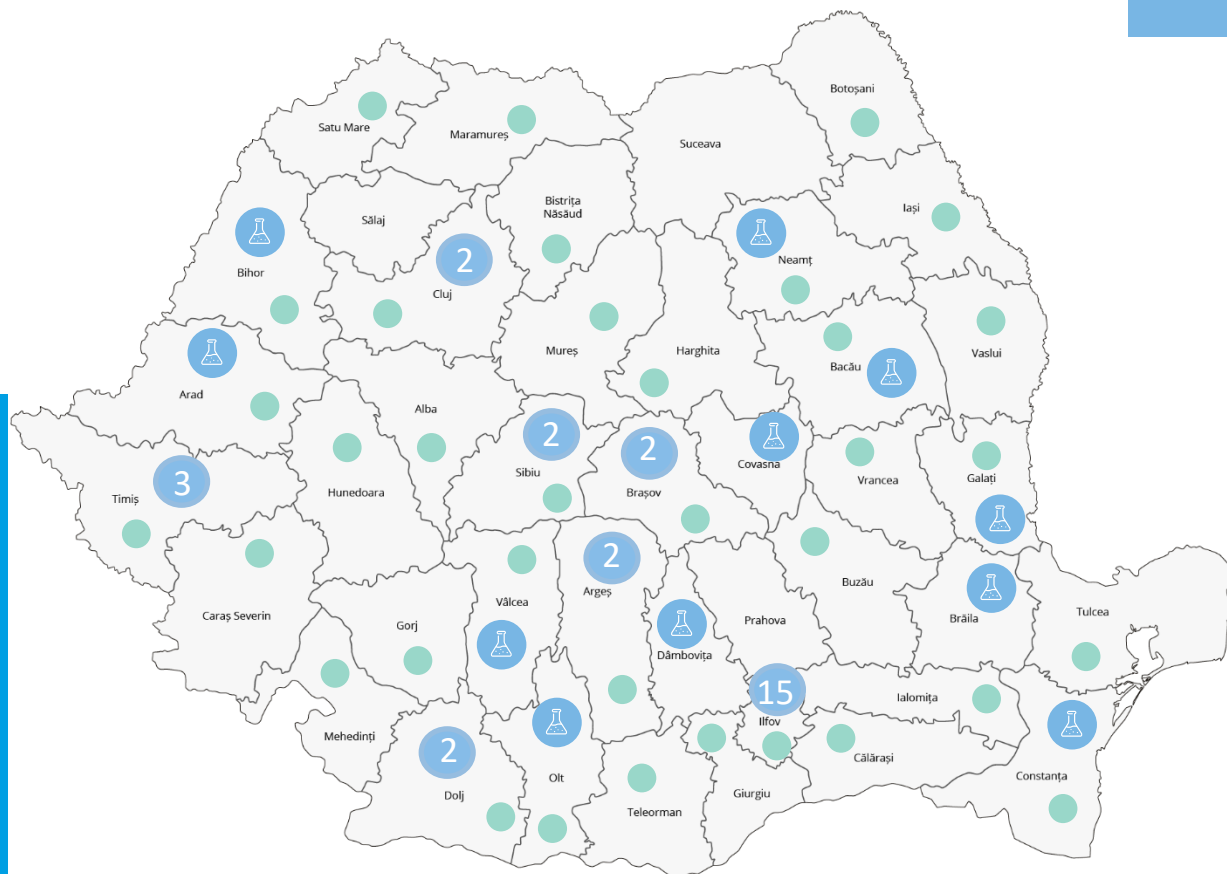 Botoșani
Satu Mare
Maramureș
Suceava
Bistrița
Năsăud
Iași
Sălaj
Neamț
2
Bihor
Cluj
Mureș
Harghita
Vaslui
Bacău
Arad
Alba
2
2
Covasna
Sibiu
Galați
Vrancea
3
Hunedoara
Brașov
Timiș
2
Buzău
Argeș
Vâlcea
Tulcea
Caraș Severin
Brăila
Prahova
Gorj
Dâmbovița
15
Ialomița
Ilfov
Mehedinți
2
Călărași
Constanța
Olt
Giurgiu
Dolj
Teleorman